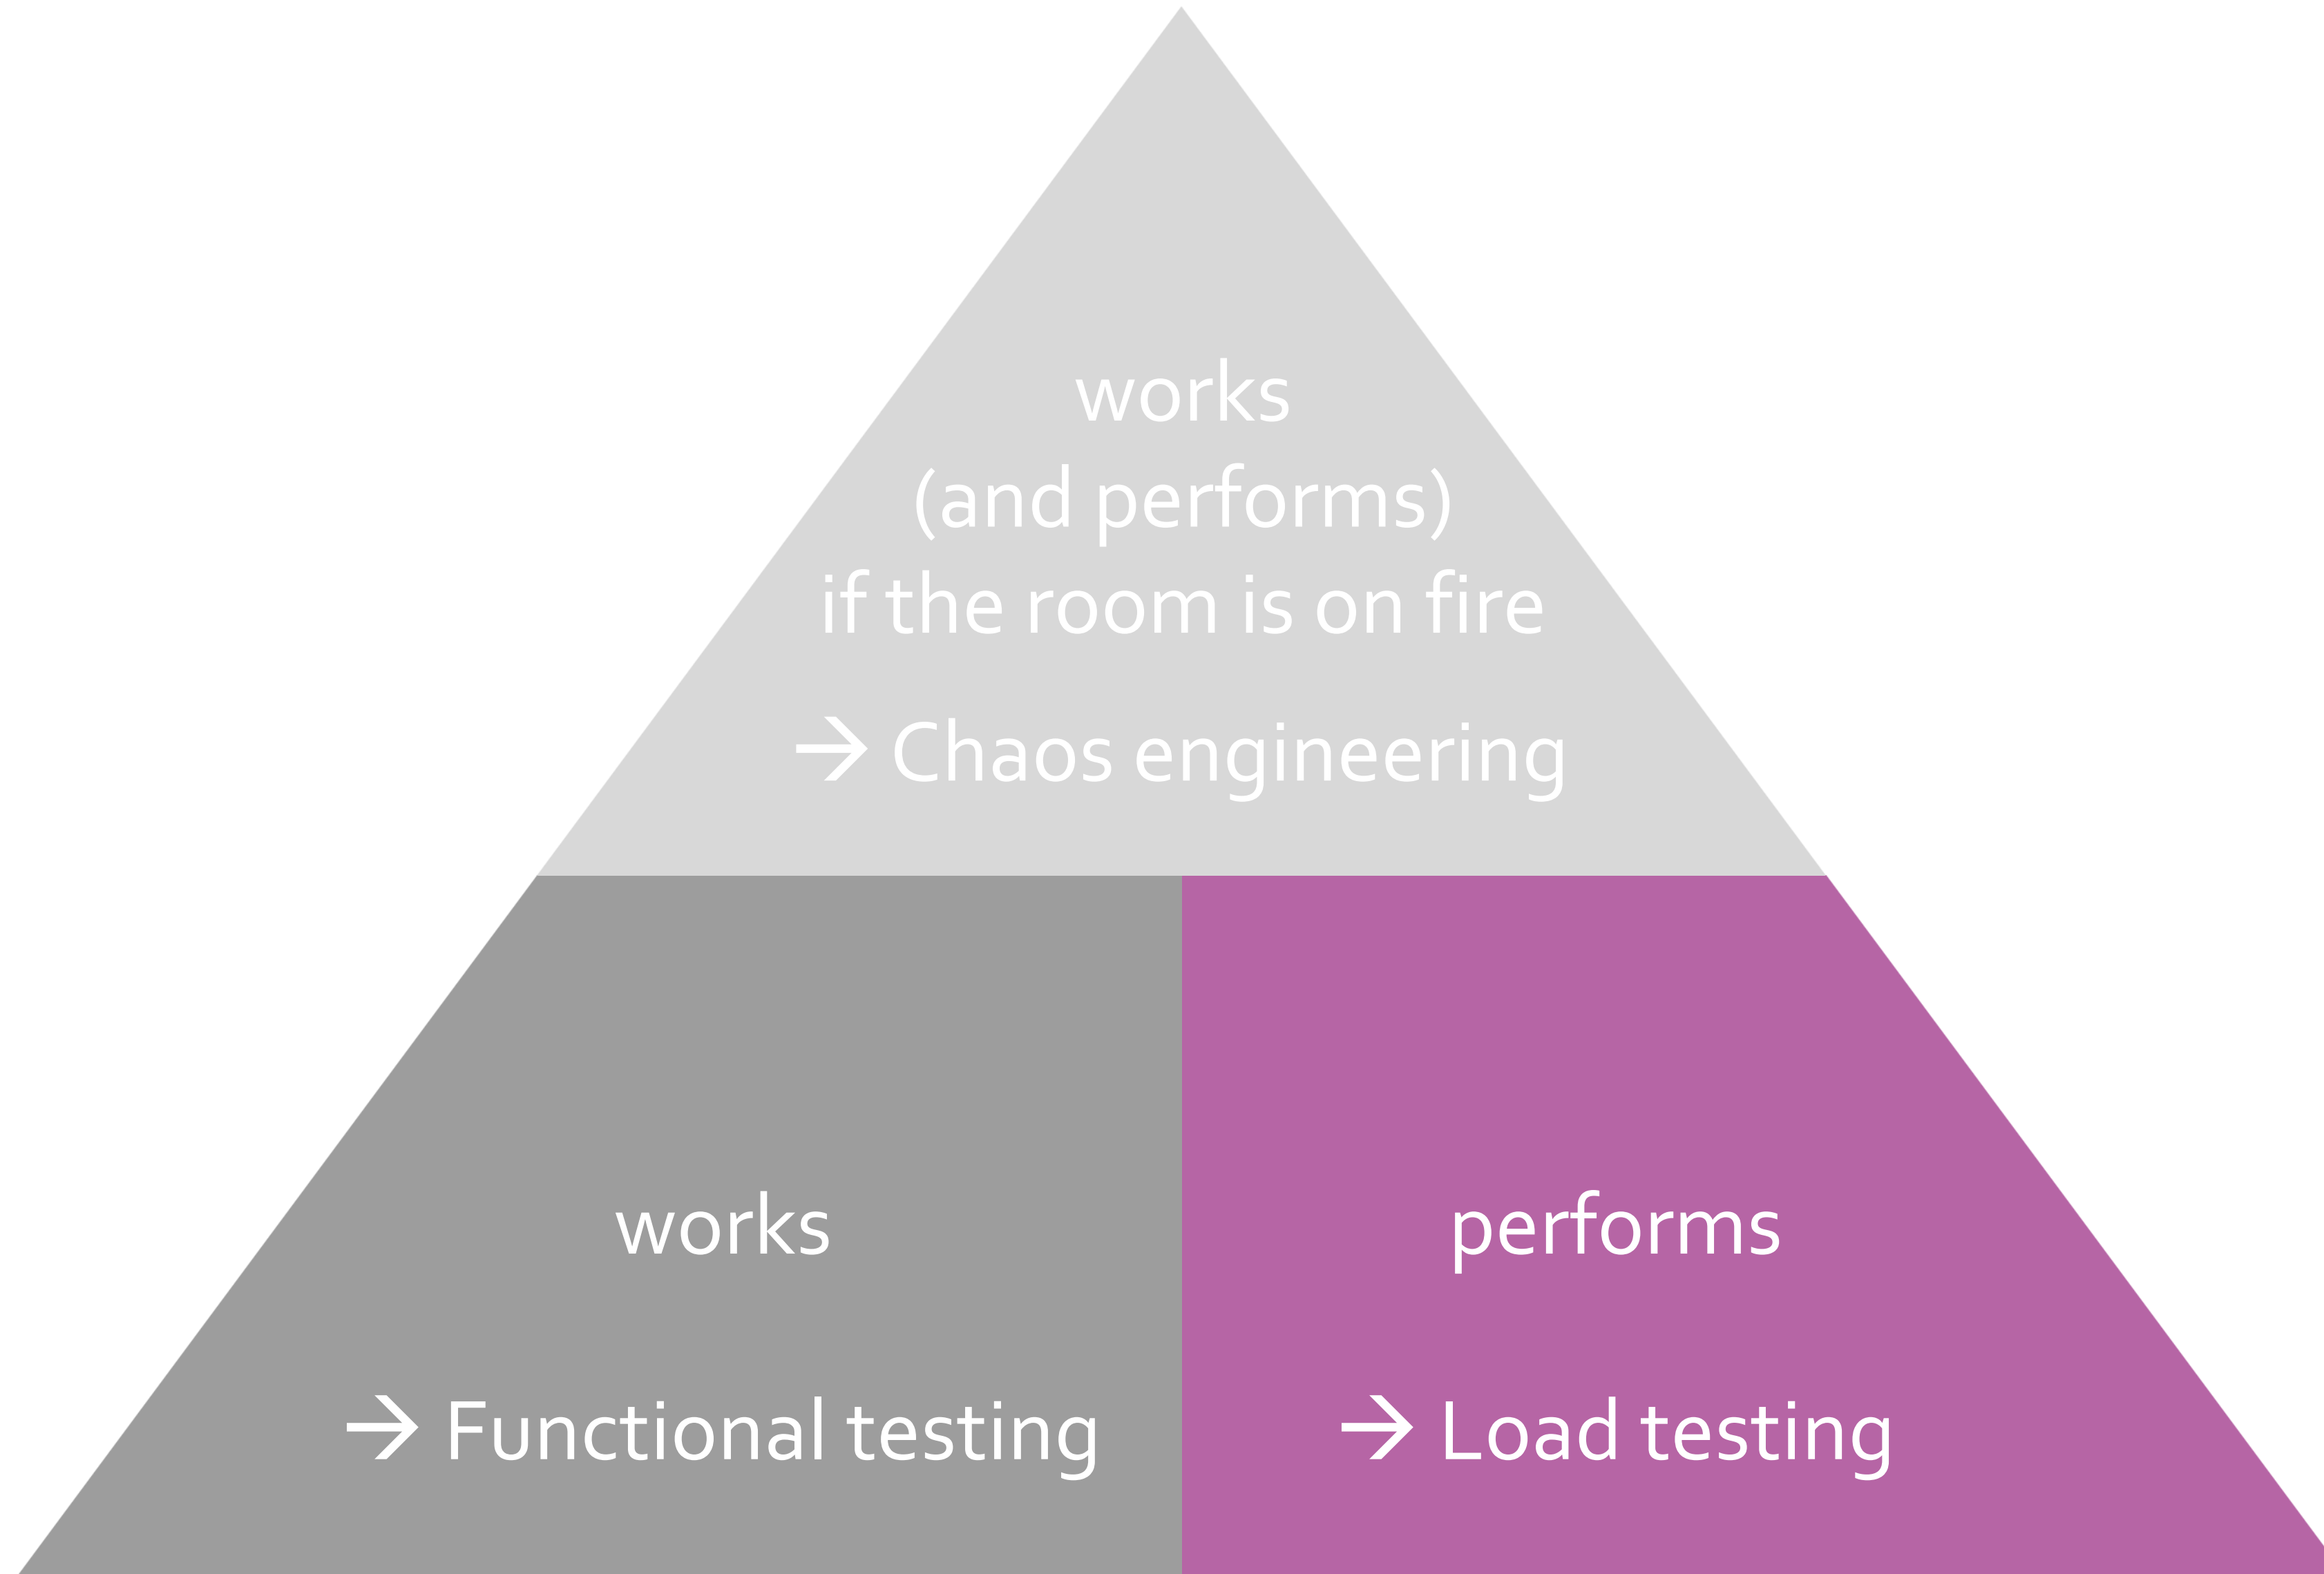 works
(and performs)
if the room is on fire
→ Chaos engineering
works
→ Functional testing
performs
→ Load testing